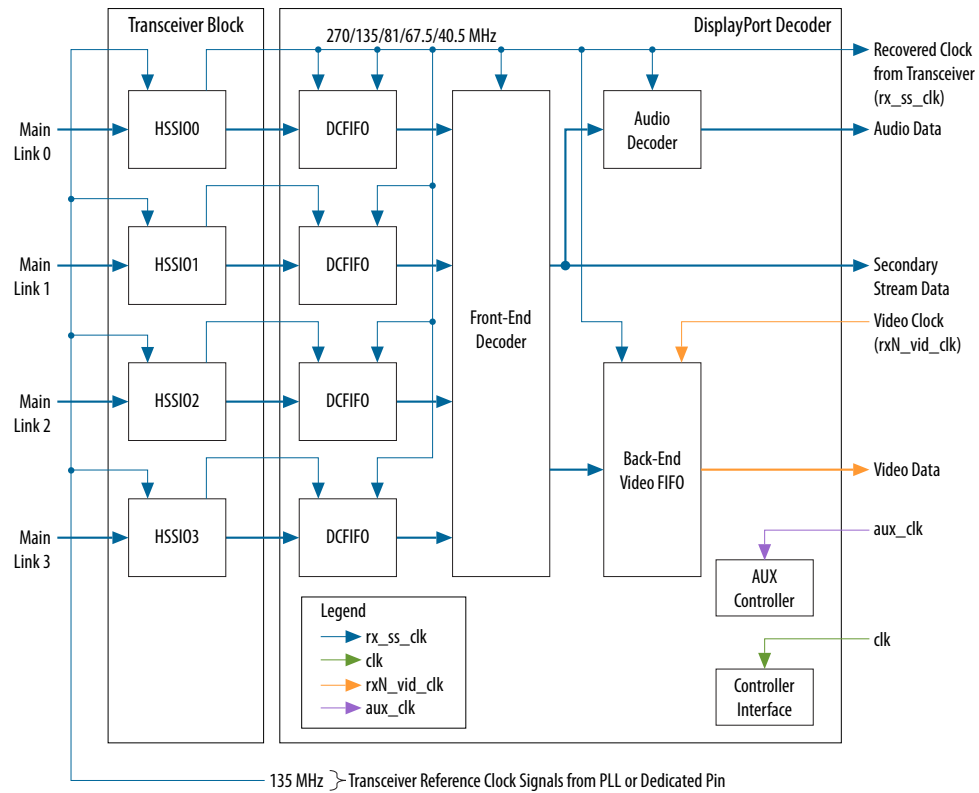 Transceiver Block
DisplayPort Decoder
270/135/81/67.5/40.5 MHz
Recovered Clock
from Transceiver
(rx_ss_clk)
Main
Link 0
HSSI00
DCFIFO
Audio
Decoder
Audio Data
Main
Link 1
HSSI01
DCFIFO
Secondary
Stream Data
Front-End
Decoder
Video Clock
(rxN_vid_clk)
Main
Link 2
HSSI02
DCFIFO
Back-End
Video FIFO
Video Data
Main
Link 3
HSSI03
DCFIFO
aux_clk
AUX
Controller
Legend
rx_ss_clk
clk
rxN_vid_clk
aux_clk
clk
Controller
Interface
135 MHz Transceiver Reference Clock Signals from PLL or Dedicated Pin